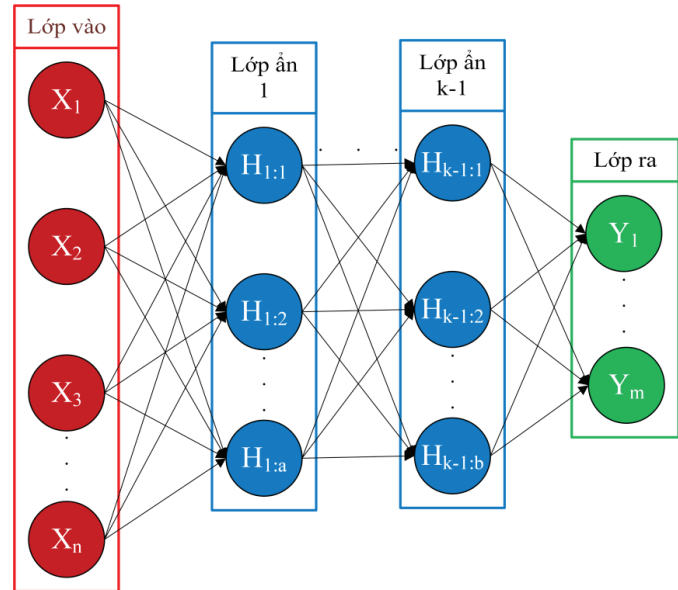 Lớp vào
X1
X2
X3
Xn
Lớp ẩn
1
H1:1
H1:2
H1:a
Lớp ẩn
k-1
Hk-1:1
Hk-1:2
Hk-1:b
Lớp ra
Y1
Ym